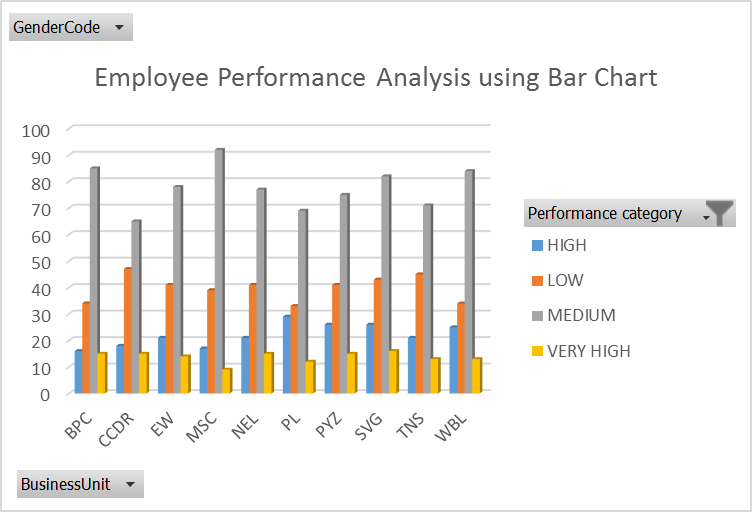 GenderCode
Employee Performance Analysis using Bar Chart
100
90
80
70
60
50
40
30
20
10
0
BPC
CCDR
EW
MSC
NEL
PL
PYZ
SVG
TNS
WBL
Performance category
HIGH
LOW
MEDIUM
VERY HIGH
BusinessUnit